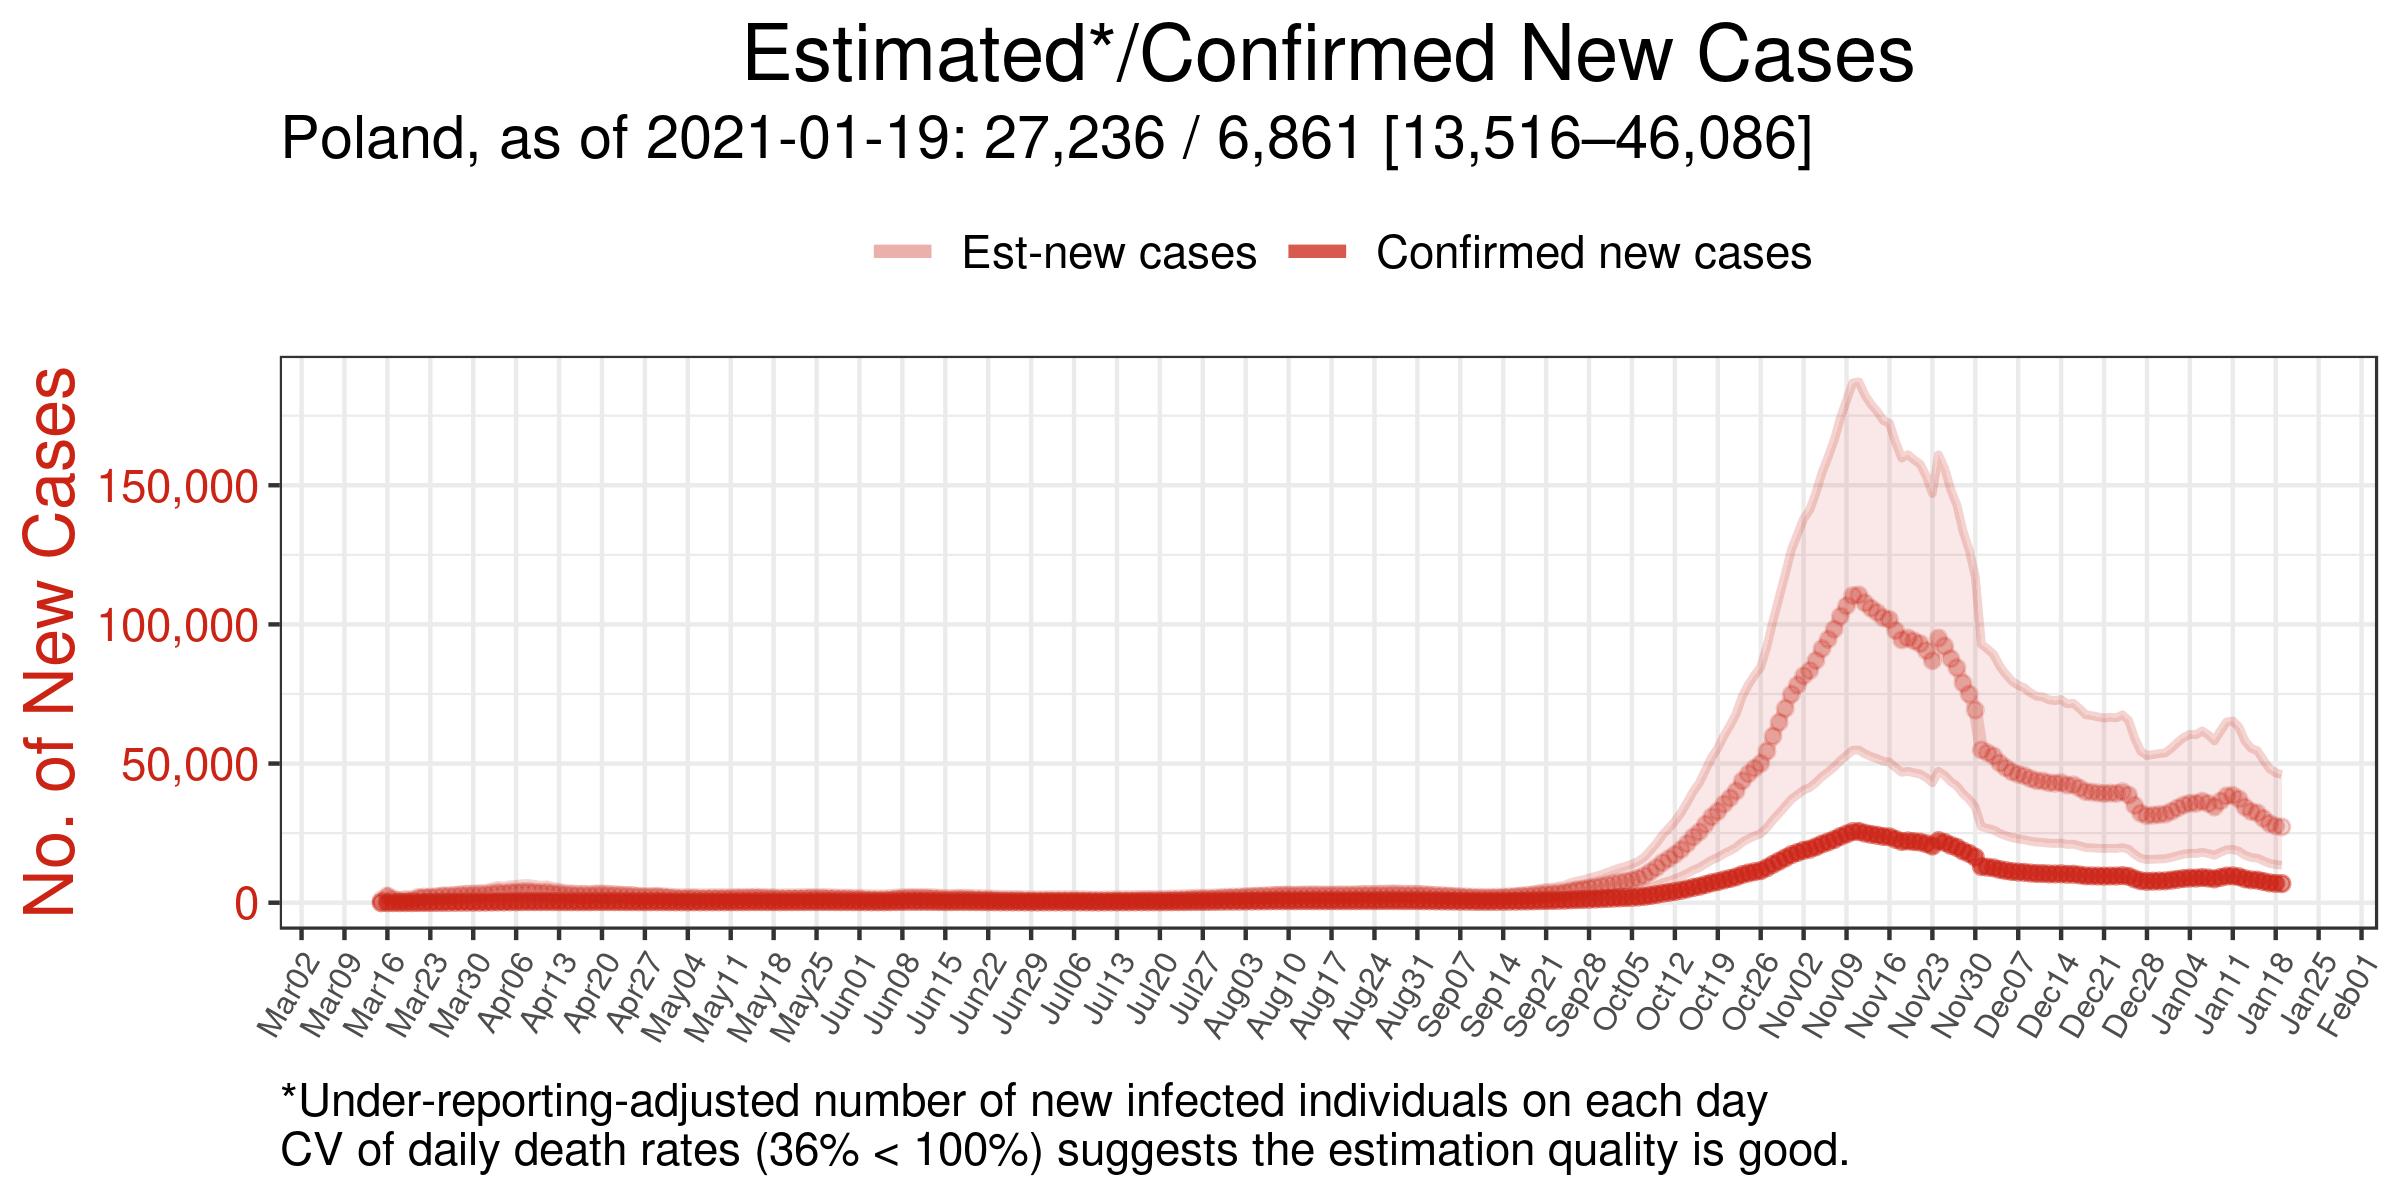 Estimated*/Confirmed New Cases
Poland, as of 2021-01-19: 27,236 / 6,861 [13,516–46,086]
Est-new cases
Confirmed new cases
No. of New Cases
150,000
100,000
50,000
0
Mar02
Mar09
Mar16
Mar23
Mar30
Apr06
Apr13
Apr20
Apr27
May04
May11
May18
May25
Jun01
Jun08
Jun15
Jun22
Jun29
Jul06
Jul13
Jul20
Jul27
Aug03
Aug10
Aug17
Aug24
Aug31
Sep07
Sep14
Sep21
Sep28
Oct05
Oct12
Oct19
Oct26
Nov02
Nov09
Nov16
Nov23
Nov30
Dec07
Dec14
Dec21
Dec28
Jan04
Jan11
Jan18
Jan25
Feb01
*Under-reporting-adjusted number of new infected individuals on each day
CV of daily death rates (36% < 100%) suggests the estimation quality is good.